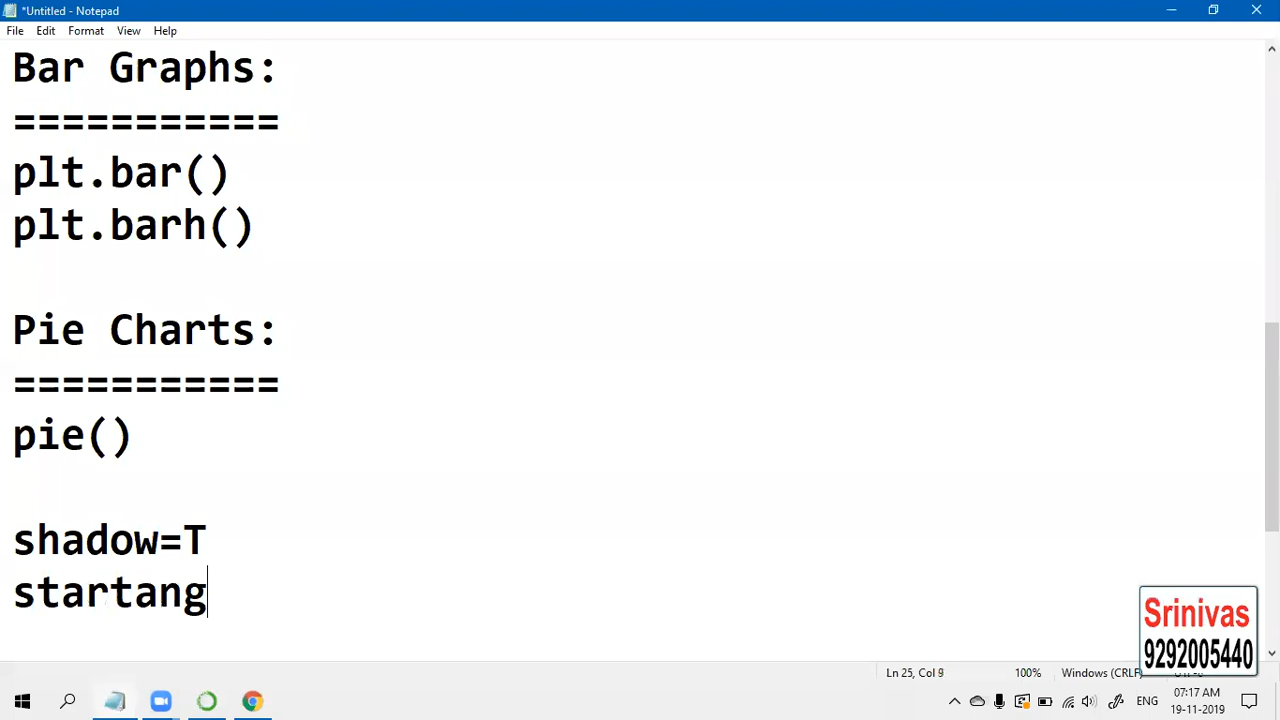 *Untitled - Notepad
File Edit Format View Help
Bar Graphs:
===========
plt.bar()
plt.barh()
Pie Charts:
===========
pie()
shadow=T
startang
Srinivas
9292005440
Ln 25, Col 9 100% Windows (CRLF)
ENG 07:17 AM
19-11-2019